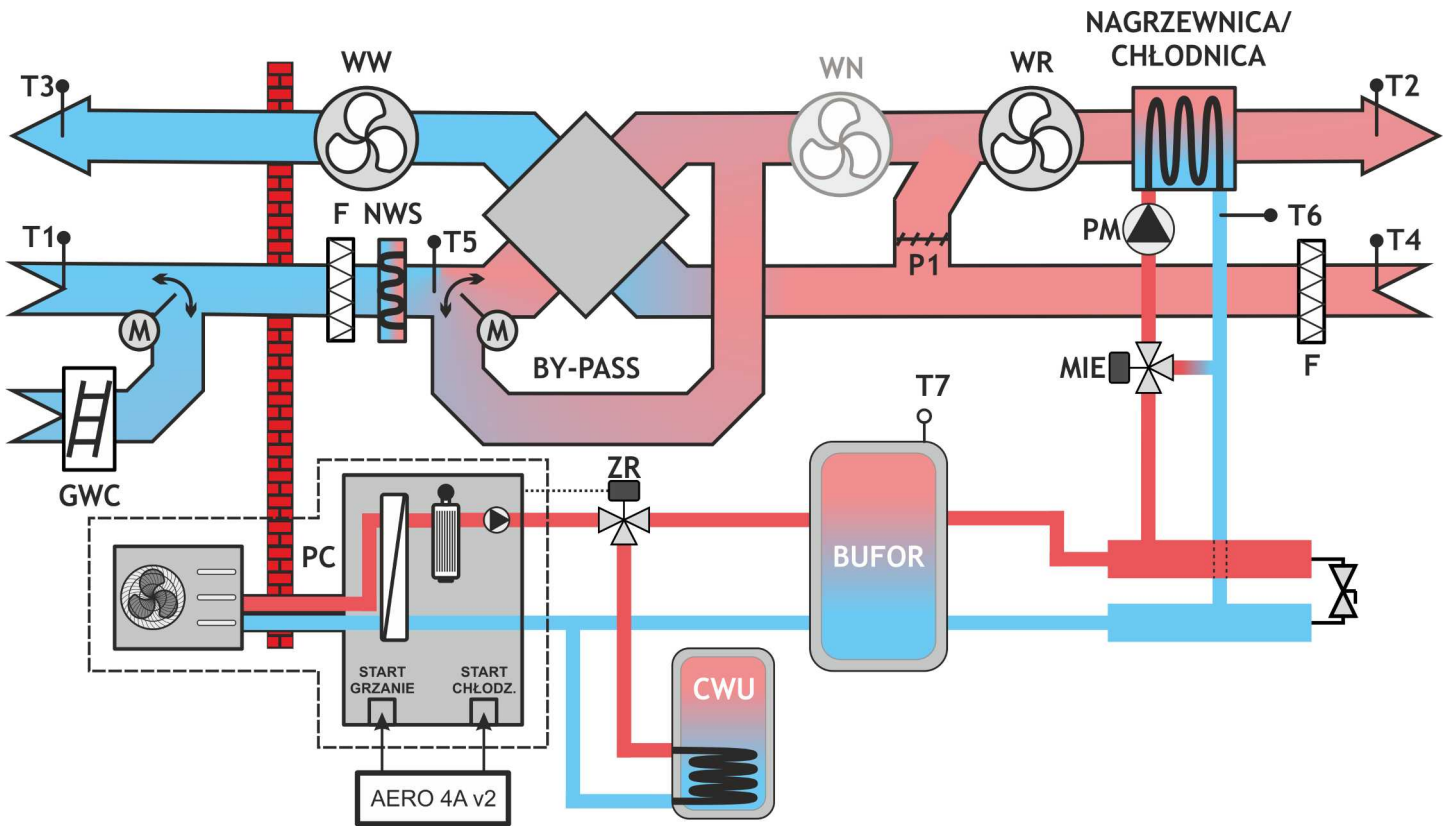 NAGRZEWNICA/
CHŁODNICA
WW
WN
WR
T3
T2
F
NWS
T1
T5
PM
T6
T4
P1
M
M
BY-PASS
MIE
F
T7
GWC
ZR
PC
BUFOR
START
GRZANIE
START
CHŁODZ.
CWU
AERO 4A v2